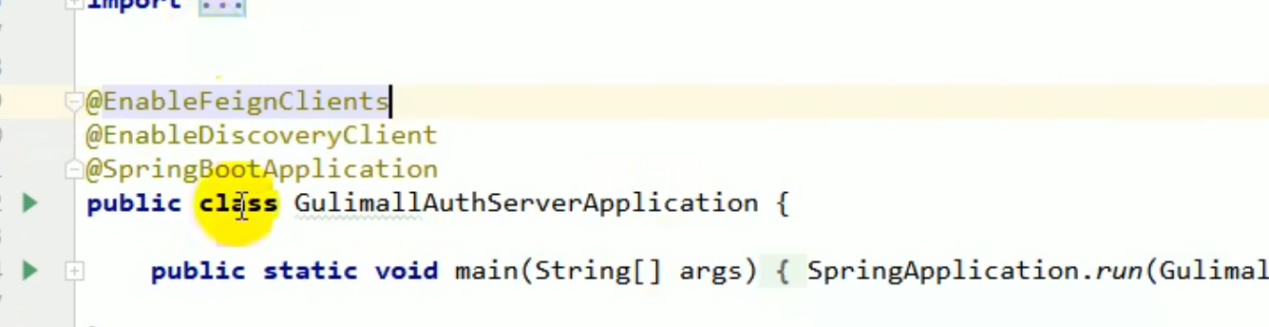 import ...
@EnableFeignClients
@EnableDiscoveryClient
@SpringBootApplication
public class GulimallAuthServerApplication {
public static void main(String[] args) { SpringApplication.run(Gulimal